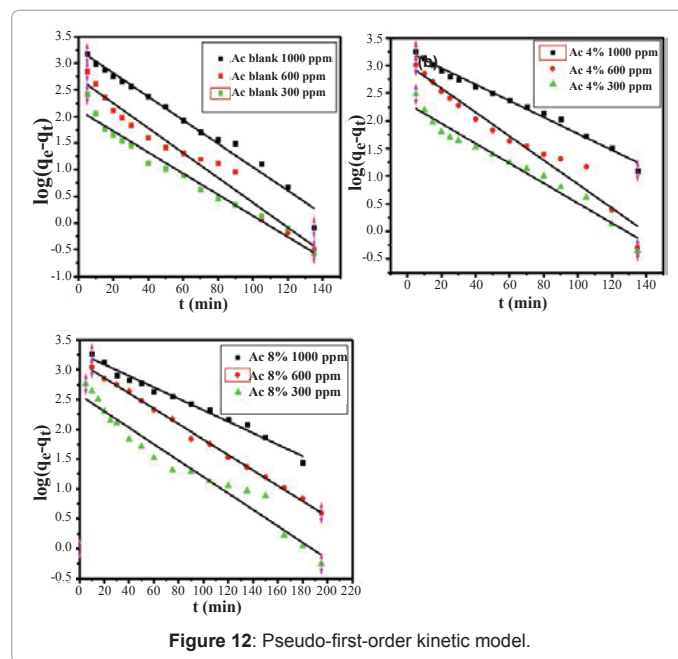 Ac blank 1000 ppm
Ac blank 600 ppm
Ac blank 300 ppm
log(qe-qt)
3.5
3.0
2.5
2.0
1.5
1.0
0.5
0.0
-0.5
-1.0
0 20 40 60 80 100 120 140
t (min)
(b)
Ac 4% 1000 ppm
Ac 4% 600 ppm
Ac 4% 300 ppm
log(qe-qt)
3.5
3.0
2.5
2.0
1.5
1.0
0.5
0.0
-0.5
0 20 40 60 80 100 120 140
t (min)
Ac 8% 1000 ppm
Ac 8% 600 ppm
Ac 8% 300 ppm
log(qe-qt)
3.5
3.0
2.5
2.0
1.5
1.0
0.5
0.0
-0.5
0 20 40 60 80 100 120 140 160 180 200 220
t (min)
Figure 12: Pseudo-first-order kinetic model.